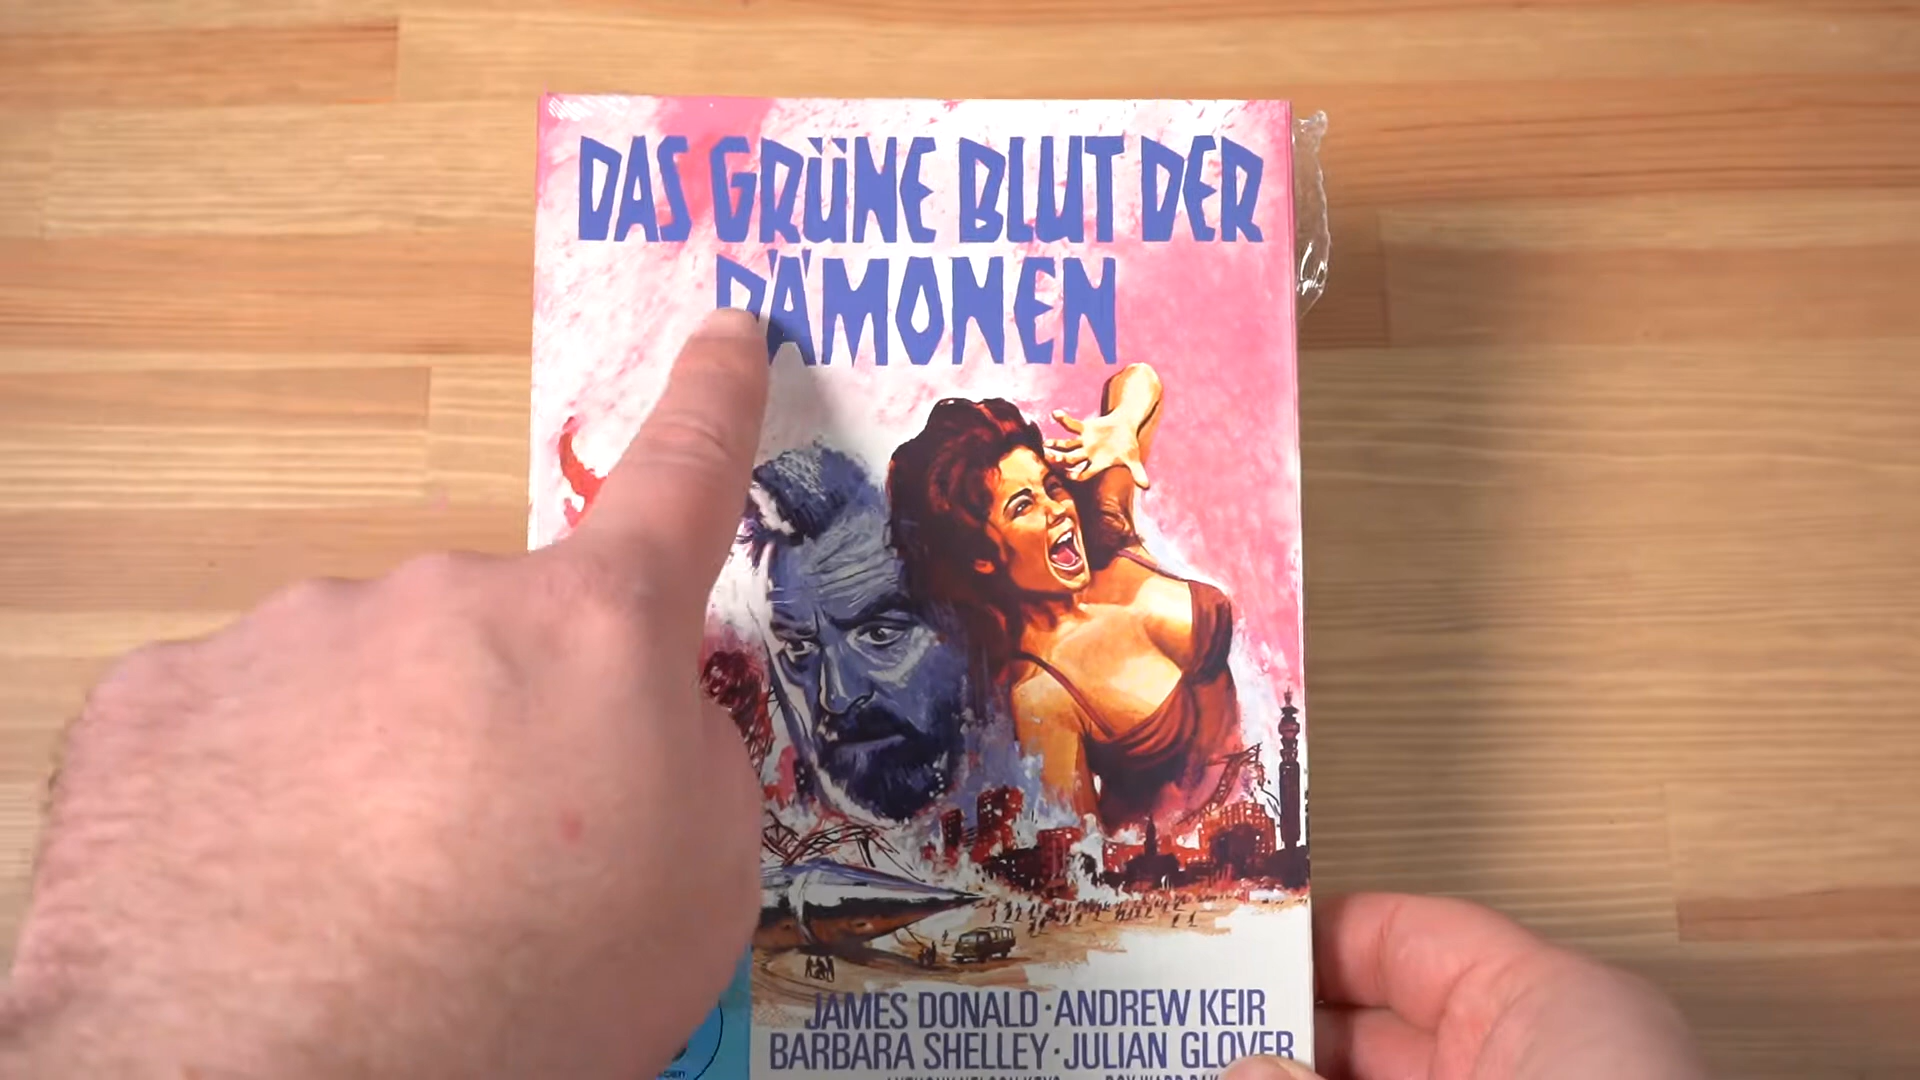 DAS GRÜNE BLUT DER
DÄMONEN
JAMES DONALD · ANDREW KEIR
BARBARA SHELLEY · JULIAN GLOVER